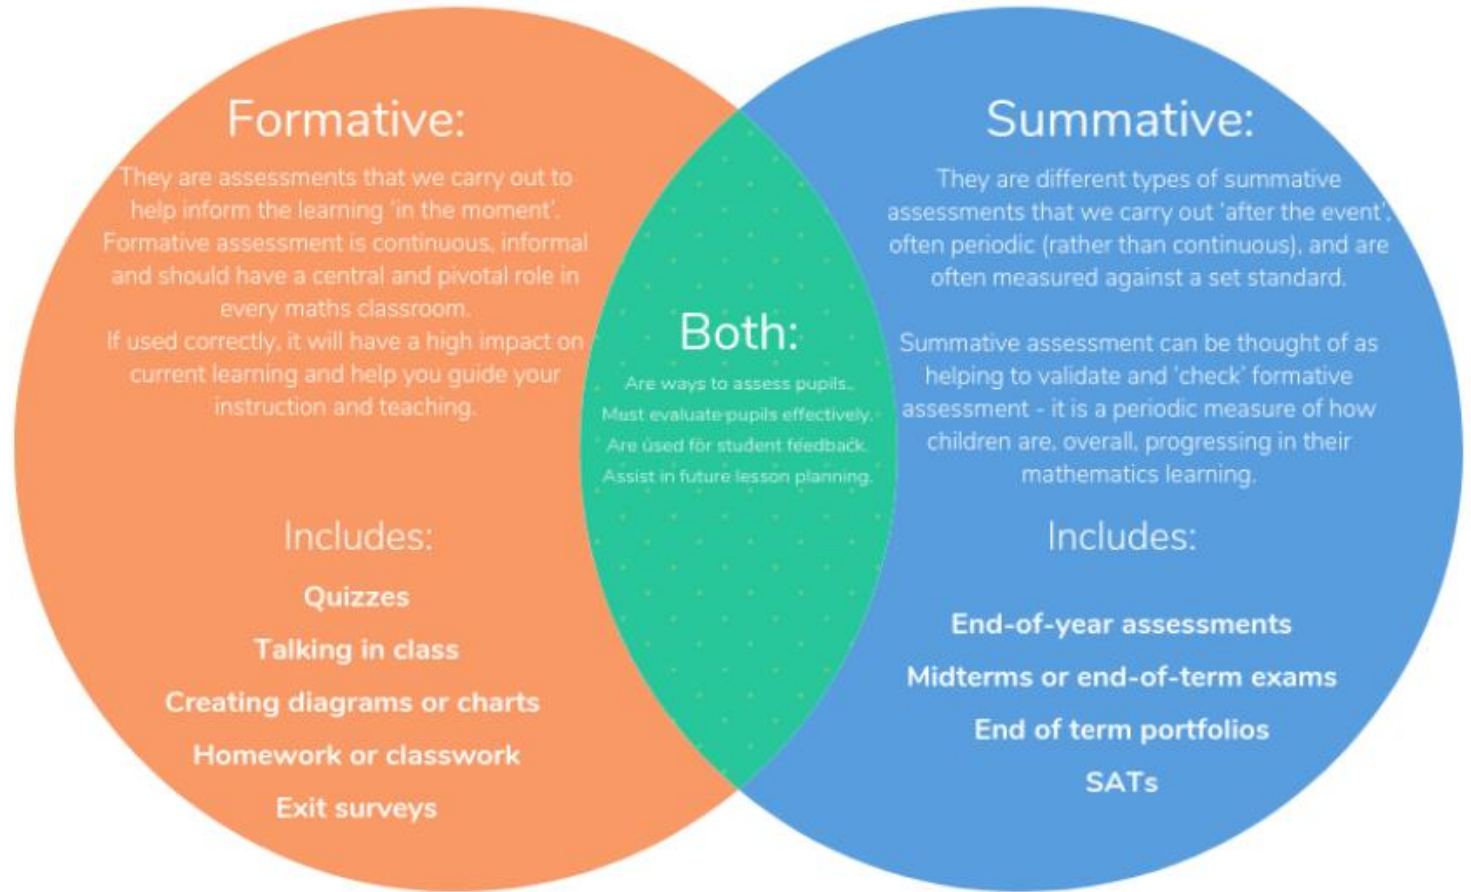 Formative:
They are assessments that we carry out to
help inform the learning 'in the moment'.
Formative assessment is continuous, informal
and should have a central and pivotal role in
every maths classroom.
If used correctly, it will have a high impact on
current learning and help you guide your
instruction and teaching.
Includes:
Quizzes
Talking in class
Creating diagrams or charts
Homework or classwork
Exit surveys
Both:
Are ways to assess pupils.
Must evaluate pupils effectively.
Are used for student feedback.
Assist in future lesson planning.
Summative:
They are different types of summative
assessments that we carry out 'after the event',
often periodic (rather than continuous), and are
often measured against a set standard.
Summative assessment can be thought of as
helping to validate and 'check' formative
assessment - it is a periodic measure of how
children are, overall, progressing in their
mathematics learning.
Includes:
End-of-year assessments
Midterms or end-of-term exams
End of term portfolios
SATs